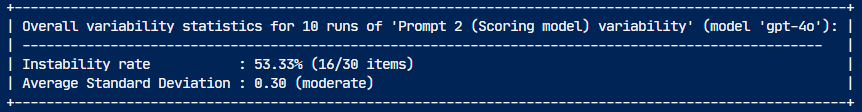 +----------------------------------------------------------------------------------------------------+
| Overall variability statistics for 10 runs of 'Prompt 2 (Scoring model) variability' (model 'gpt-4o'): |
| ------------------------------------------------------------------------------------------------- |
| Instability rate : 53.33% (16/30 items) |
| Average Standard Deviation : 0.30 (moderate) |
+----------------------------------------------------------------------------------------------------+